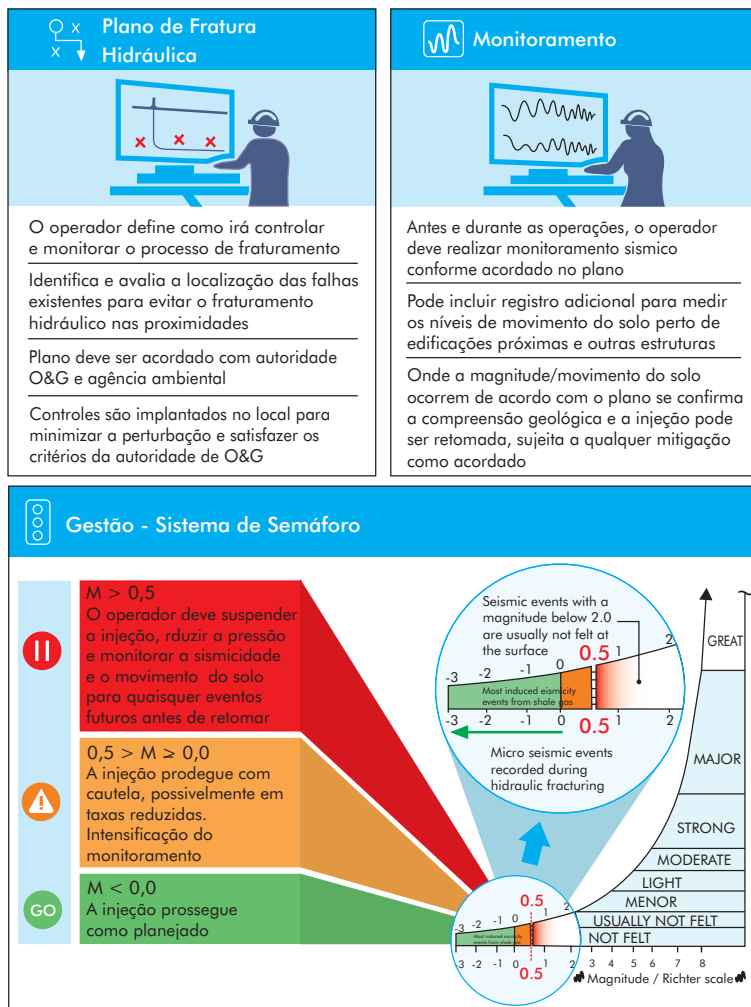 Plano de Fratura
Hidráulica
O operador define como irá controlar
e monitorar o processo de fraturamento
Identifica e avalia a localização das falhas
existentes para evitar o fraturamento
hidráulico nas proximidades
Plano deve ser acordado com autoridade
O&G e agência ambiental
Controles são implantados no local para
minimizar a perturbação e satisfazer os
critérios da autoridade de O&G
Monitoramento
Antes e durante as operações, o operador
deve realizar monitoramento sismico
conforme acordado no plano
Pode incluir registro adicional para medir
os níveis de movimento do solo perto de
edificações próximas e outras estruturas
Onde a magnitude/movimento do solo
ocorrem de acordo com o plano se confirma
a compreensão geológica e a injeção pode
ser retomada, sujeita a qualquer mitigação
como acordado
Gestão - Sistema de Semáforo
M > 0,5
O operador deve suspender
a injeção, rduzir a pressão
e monitorar a sismicidade
e o movimento do solo
para quaisquer eventos
futuros antes de retomar
0,5 > M ≥ 0,0
A injeção prodegue com
cautela, possivelmente em
taxas reduzidas.
Intensificação do
monitoramento
GO
M < 0,0
A injeção prossegue
como planejado
Seismic events with a
magnitude below 2.0
are usually not felt at
the surface
-3 -2 -1 0 0.5 1 2
Most induced eismicity
events from shale gas
-3 -2 -1 0 1 2
0.5
Micro seismic events
recorded during
hidraulic fracturing
GREAT
MAJOR
STRONG
MODERATE
LIGHT
MENOR
USUALLY NOT FELT
NOT FELT
0.5
-3 -2 -1 0 1 2
Most induced eismicity
events from shale gas
-3 -2 -1 0 1 2 3 4 5 6 7 8
0.5
Magnitude / Richter scale